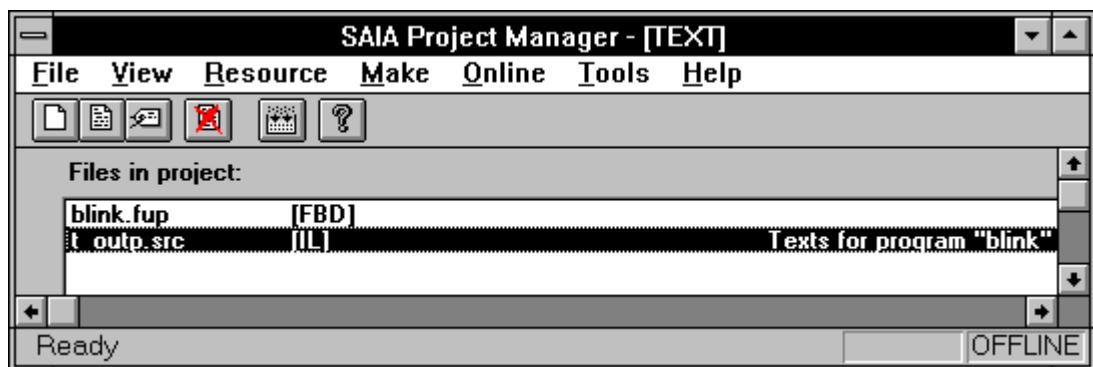 SAIA Project Manager - [TEXT]
File View Resource Make Online Tools Help
Files in project:
blink.fup [FBD]
t_outp.src [IL] Texts for program "blink"
Ready OFFLINE